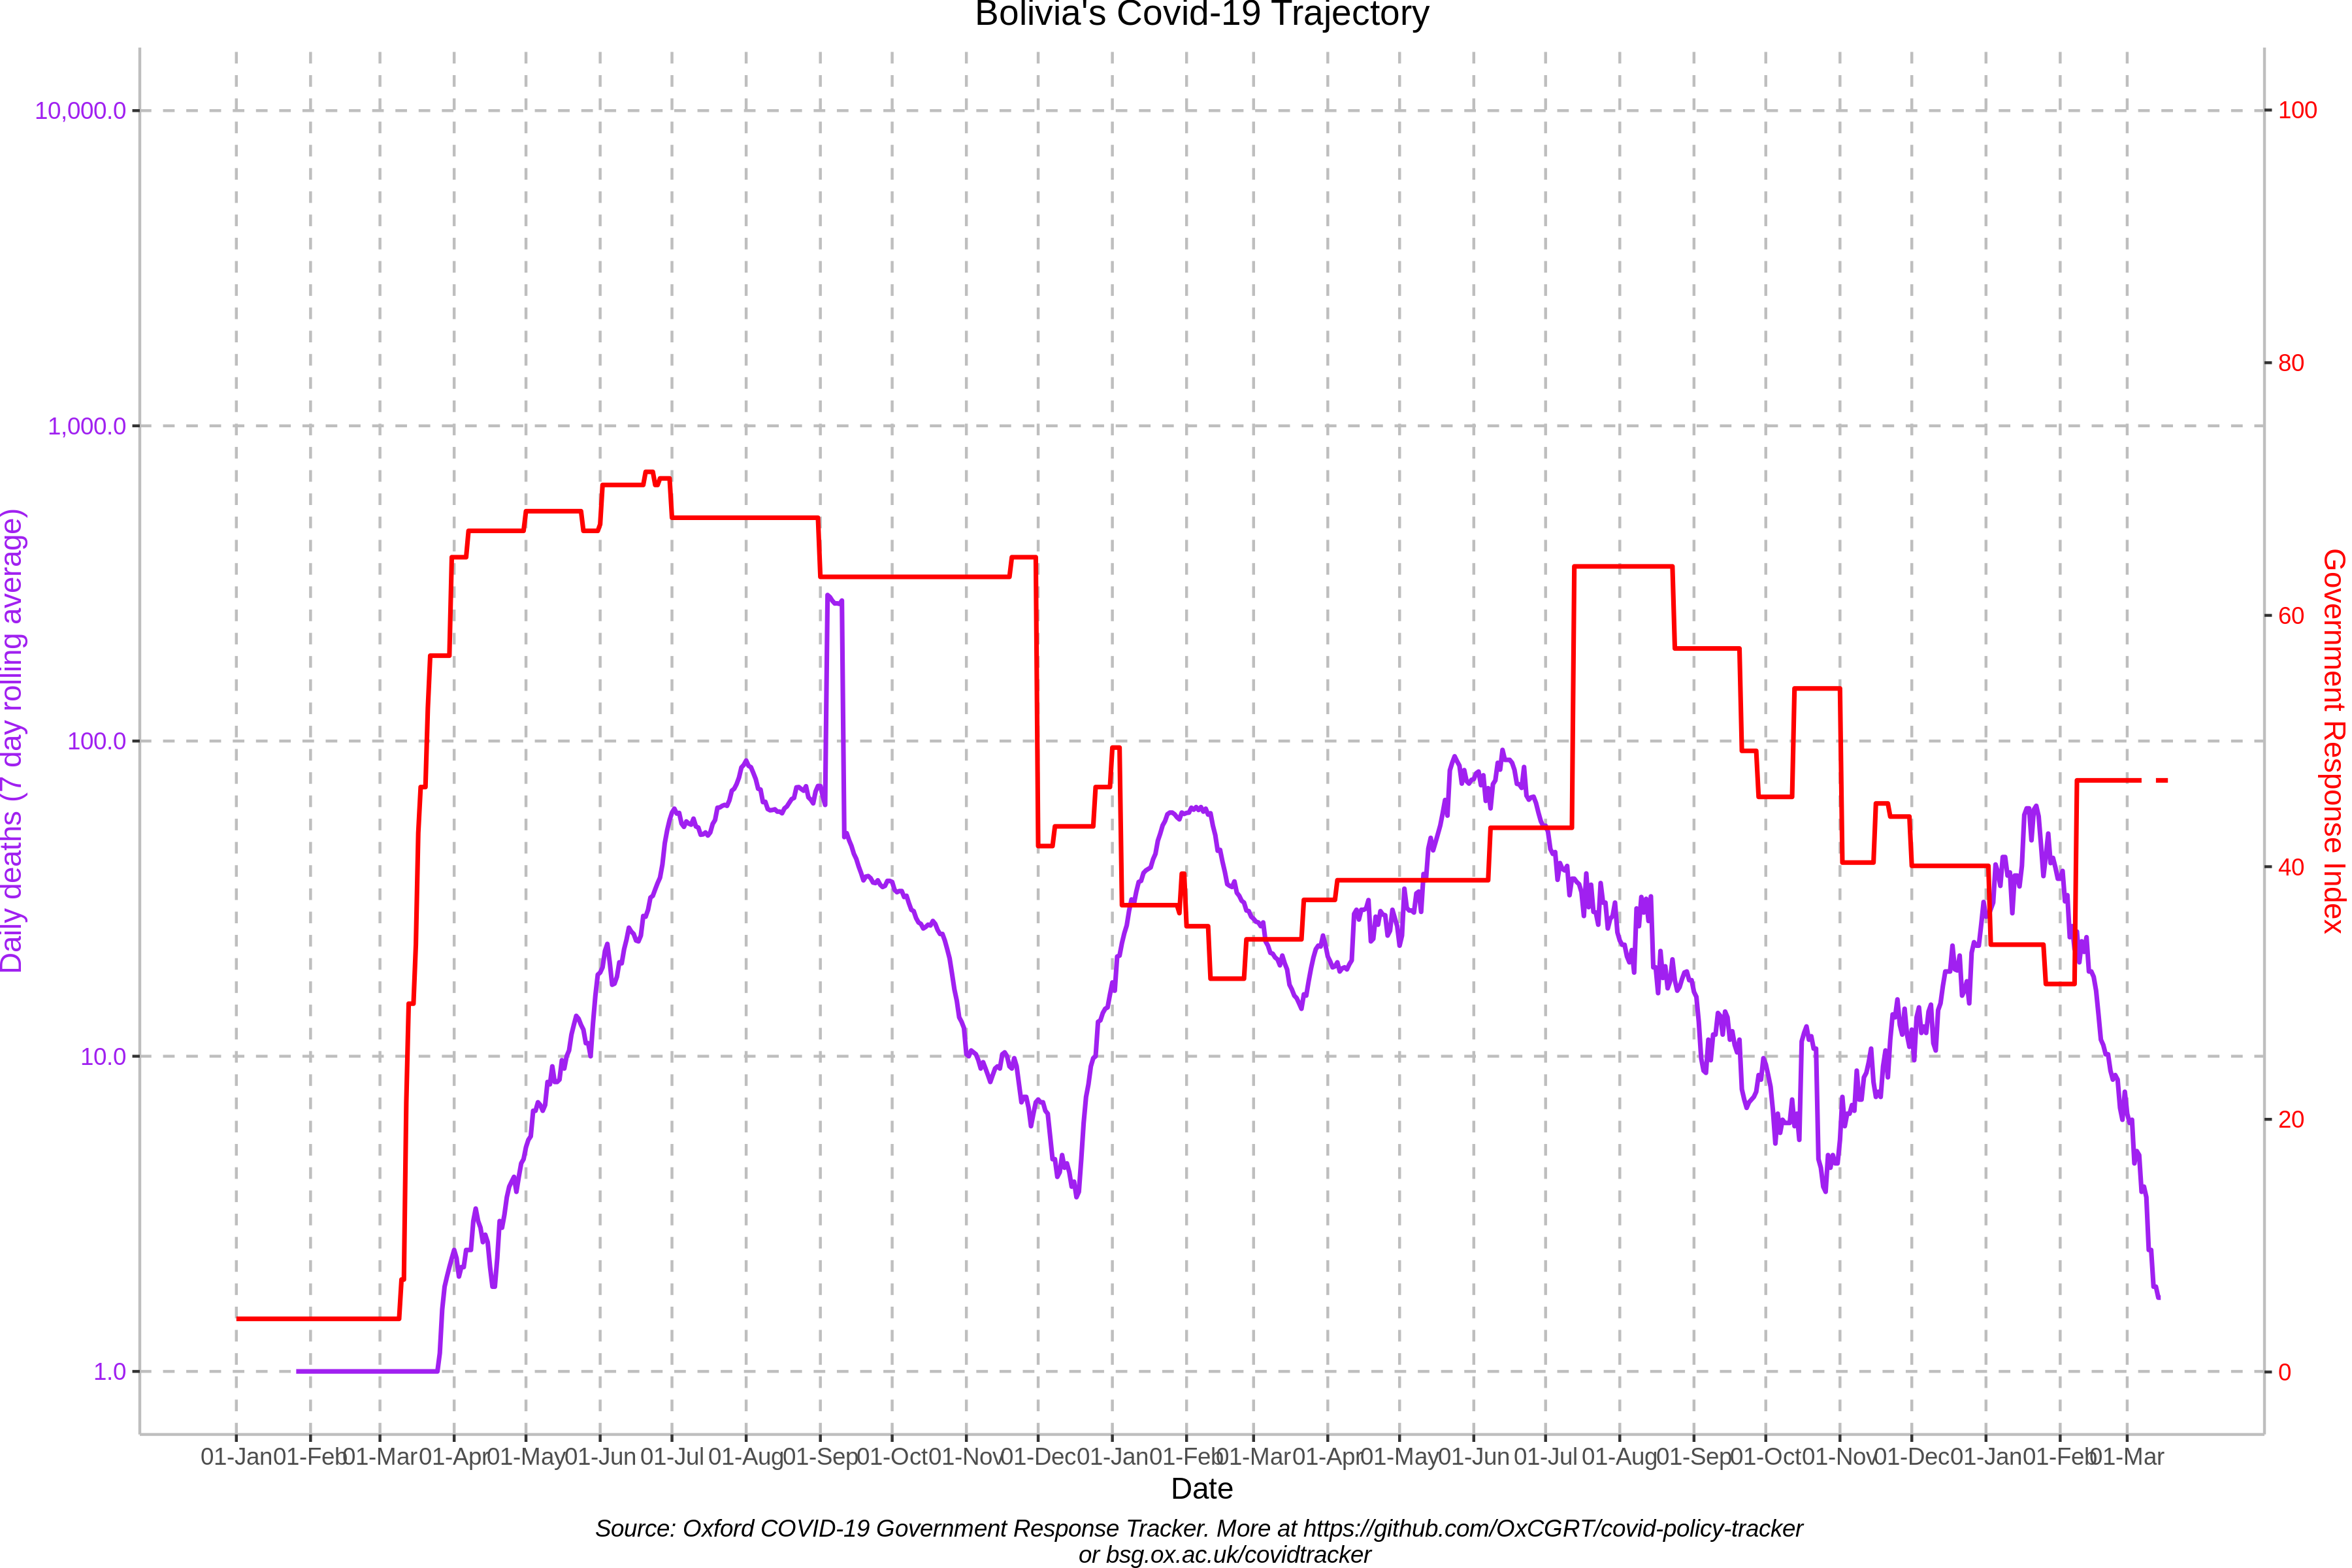 Bolivia's Covid-19 Trajectory
10,000.0
1,000.0
100.0
10.0
1.0
Daily deaths (7 day rolling average)
100
80
60
40
20
0
Government Response Index
01-Jan 01-Feb 01-Mar 01-Apr 01-May 01-Jun 01-Jul 01-Aug 01-Sep 01-Oct 01-Nov 01-Dec 01-Jan 01-Feb 01-Mar 01-Apr 01-May 01-Jun 01-Jul 01-Aug 01-Sep 01-Oct 01-Nov 01-Dec 01-Jan 01-Feb 01-Mar
Date
Source: Oxford COVID-19 Government Response Tracker. More at https://github.com/OxCGRT/covid-policy-tracker
or bsg.ox.ac.uk/covidtracker